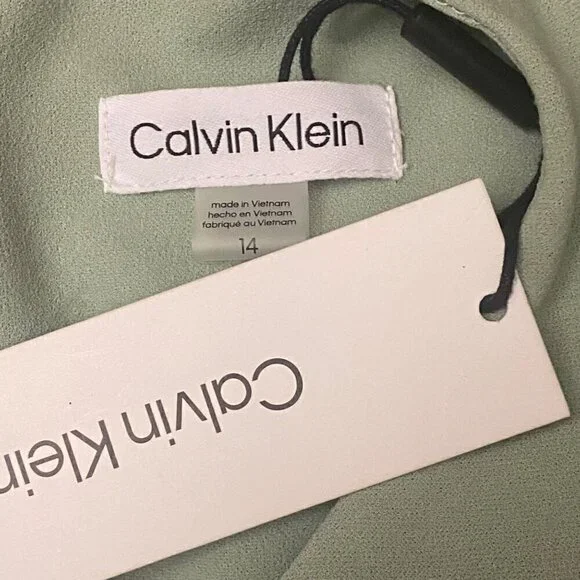 Calvin Klein
made in Vietnam
hecho en Vietnam
fabriqué au Vietnam
14
Calvin Klein